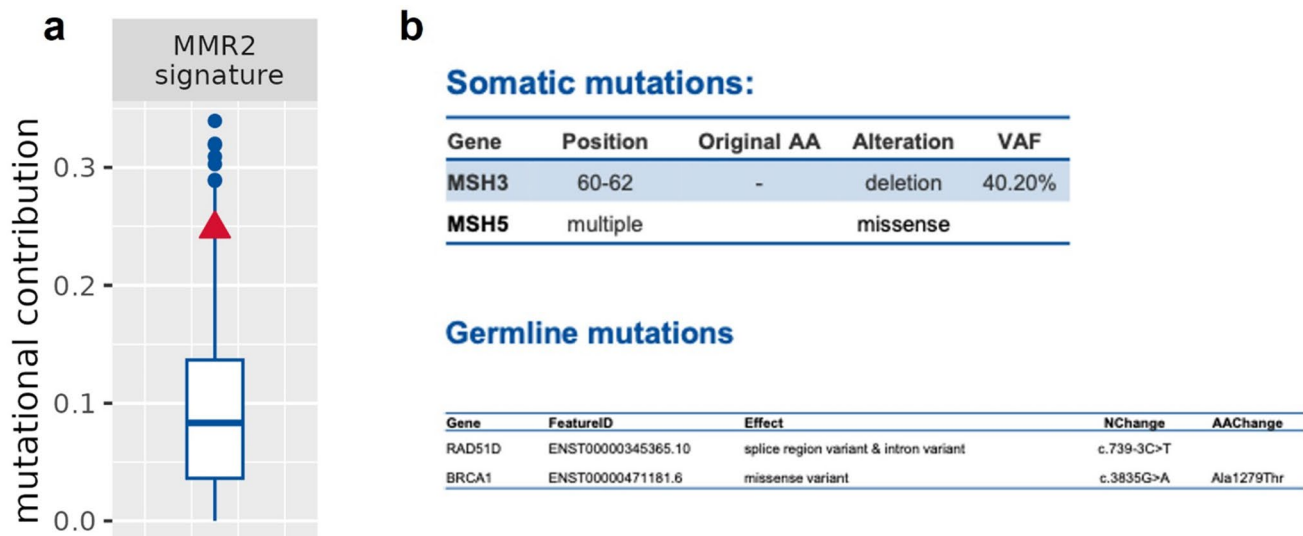 a
MMR2
signature
mutational contribution
0.3
0.2
0.1
0.0
b
Somatic mutations:
Gene Position Original AA Alteration VAF
MSH3 60-62 - deletion 40.20%
MSH5 multiple missense
Germline mutations
Gene FeatureID Effect NChange AAChange
RAD51D ENST00000345365.10 splice region variant & intron variant c.739-3C>T
BRCA1 ENST00000471181.6 missense variant c.3835G>A Ala1279Thr